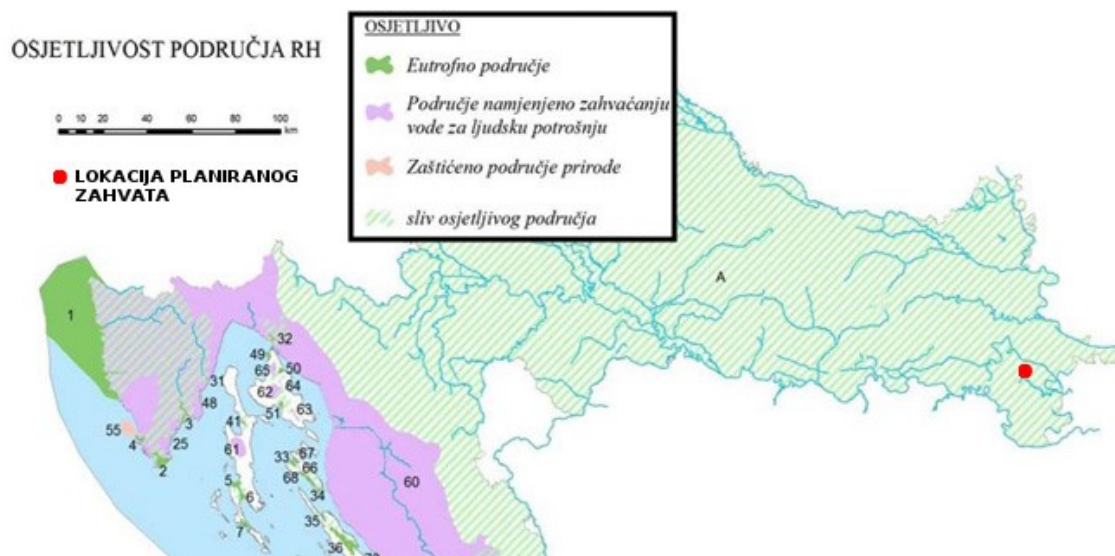 OSJETLJIVOST PODRUČJA RH
0 10 20 40 60 80 100
km
LOKACIJA PLANIRANOG
ZAHVATA
OSJETLJIVO
Eutrofno područje
Područje namjenjeno zahvaćanju
vode za ljudsku potrošnju
Zaštićeno područje prirode
sliv osjetljivog područja
A
1
32
49
65
50
31
62
64
48
51
63
3
41
55
4
25
61
2
33
67
66
68
5
34
60
6
35
7
36